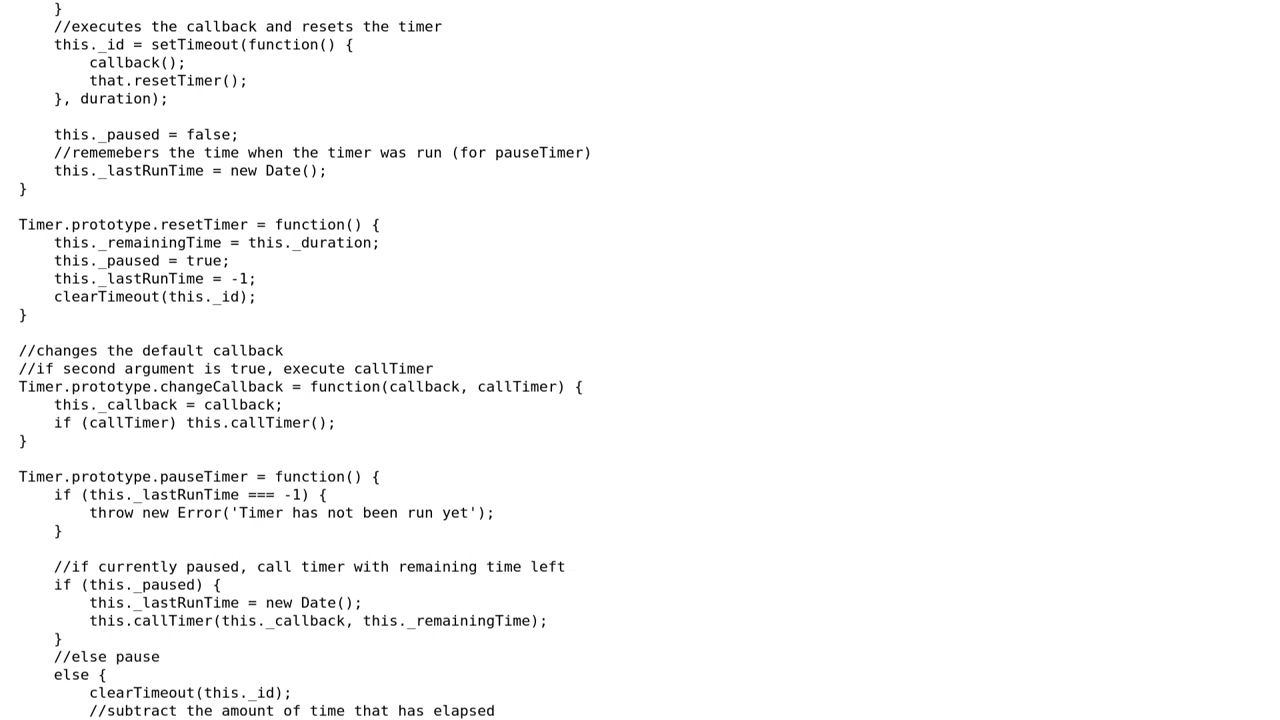 }
//executes the callback and resets the timer
this._id = setTimeout(function() {
callback();
that.resetTimer();
}, duration);
this._paused = false;
//rememebers the time when the timer was run (for pauseTimer)
this._lastRunTime = new Date();
}
Timer.prototype.resetTimer = function() {
this._remainingTime = this._duration;
this._paused = true;
this._lastRunTime = -1;
clearTimeout(this._id);
}
//changes the default callback
//if second argument is true, execute callTimer
Timer.prototype.changeCallback = function(callback, callTimer) {
this._callback = callback;
if (callTimer) this.callTimer();
}
Timer.prototype.pauseTimer = function() {
if (this._lastRunTime === -1) {
throw new Error('Timer has not been run yet');
}
//if currently paused, call timer with remaining time left
if (this._paused) {
this._lastRunTime = new Date();
this.callTimer(this._callback, this._remainingTime);
}
//else pause
else {
clearTimeout(this._id);
//subtract the amount of time that has elapsed